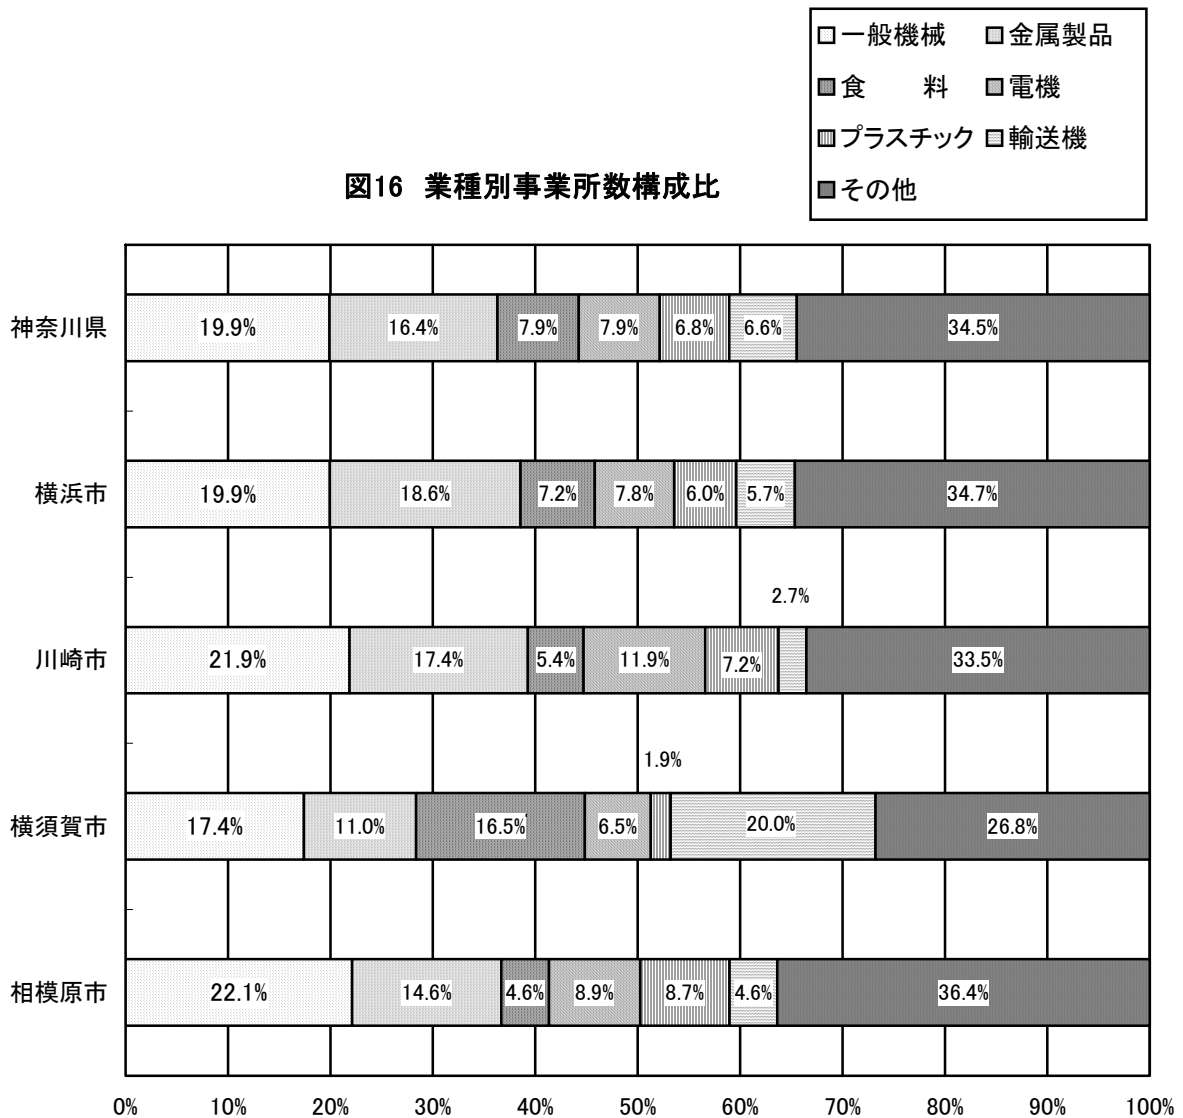 一般機械 金属製品
食 料 電機
プラスチック 輸送機
その他
図16 業種別事業所数構成比
神奈川県 19.9% 16.4% 7.9% 7.9% 6.8% 6.6% 34.5%
横浜市 19.9% 18.6% 7.2% 7.8% 6.0% 5.7% 34.7%
2.7%
川崎市 21.9% 17.4% 5.4% 11.9% 7.2% 33.5%
1.9%
横須賀市 17.4% 11.0% 16.5% 6.5% 20.0% 26.8%
相模原市 22.1% 14.6% 4.6% 8.9% 8.7% 4.6% 36.4%
0% 10% 20% 30% 40% 50% 60% 70% 80% 90% 100%